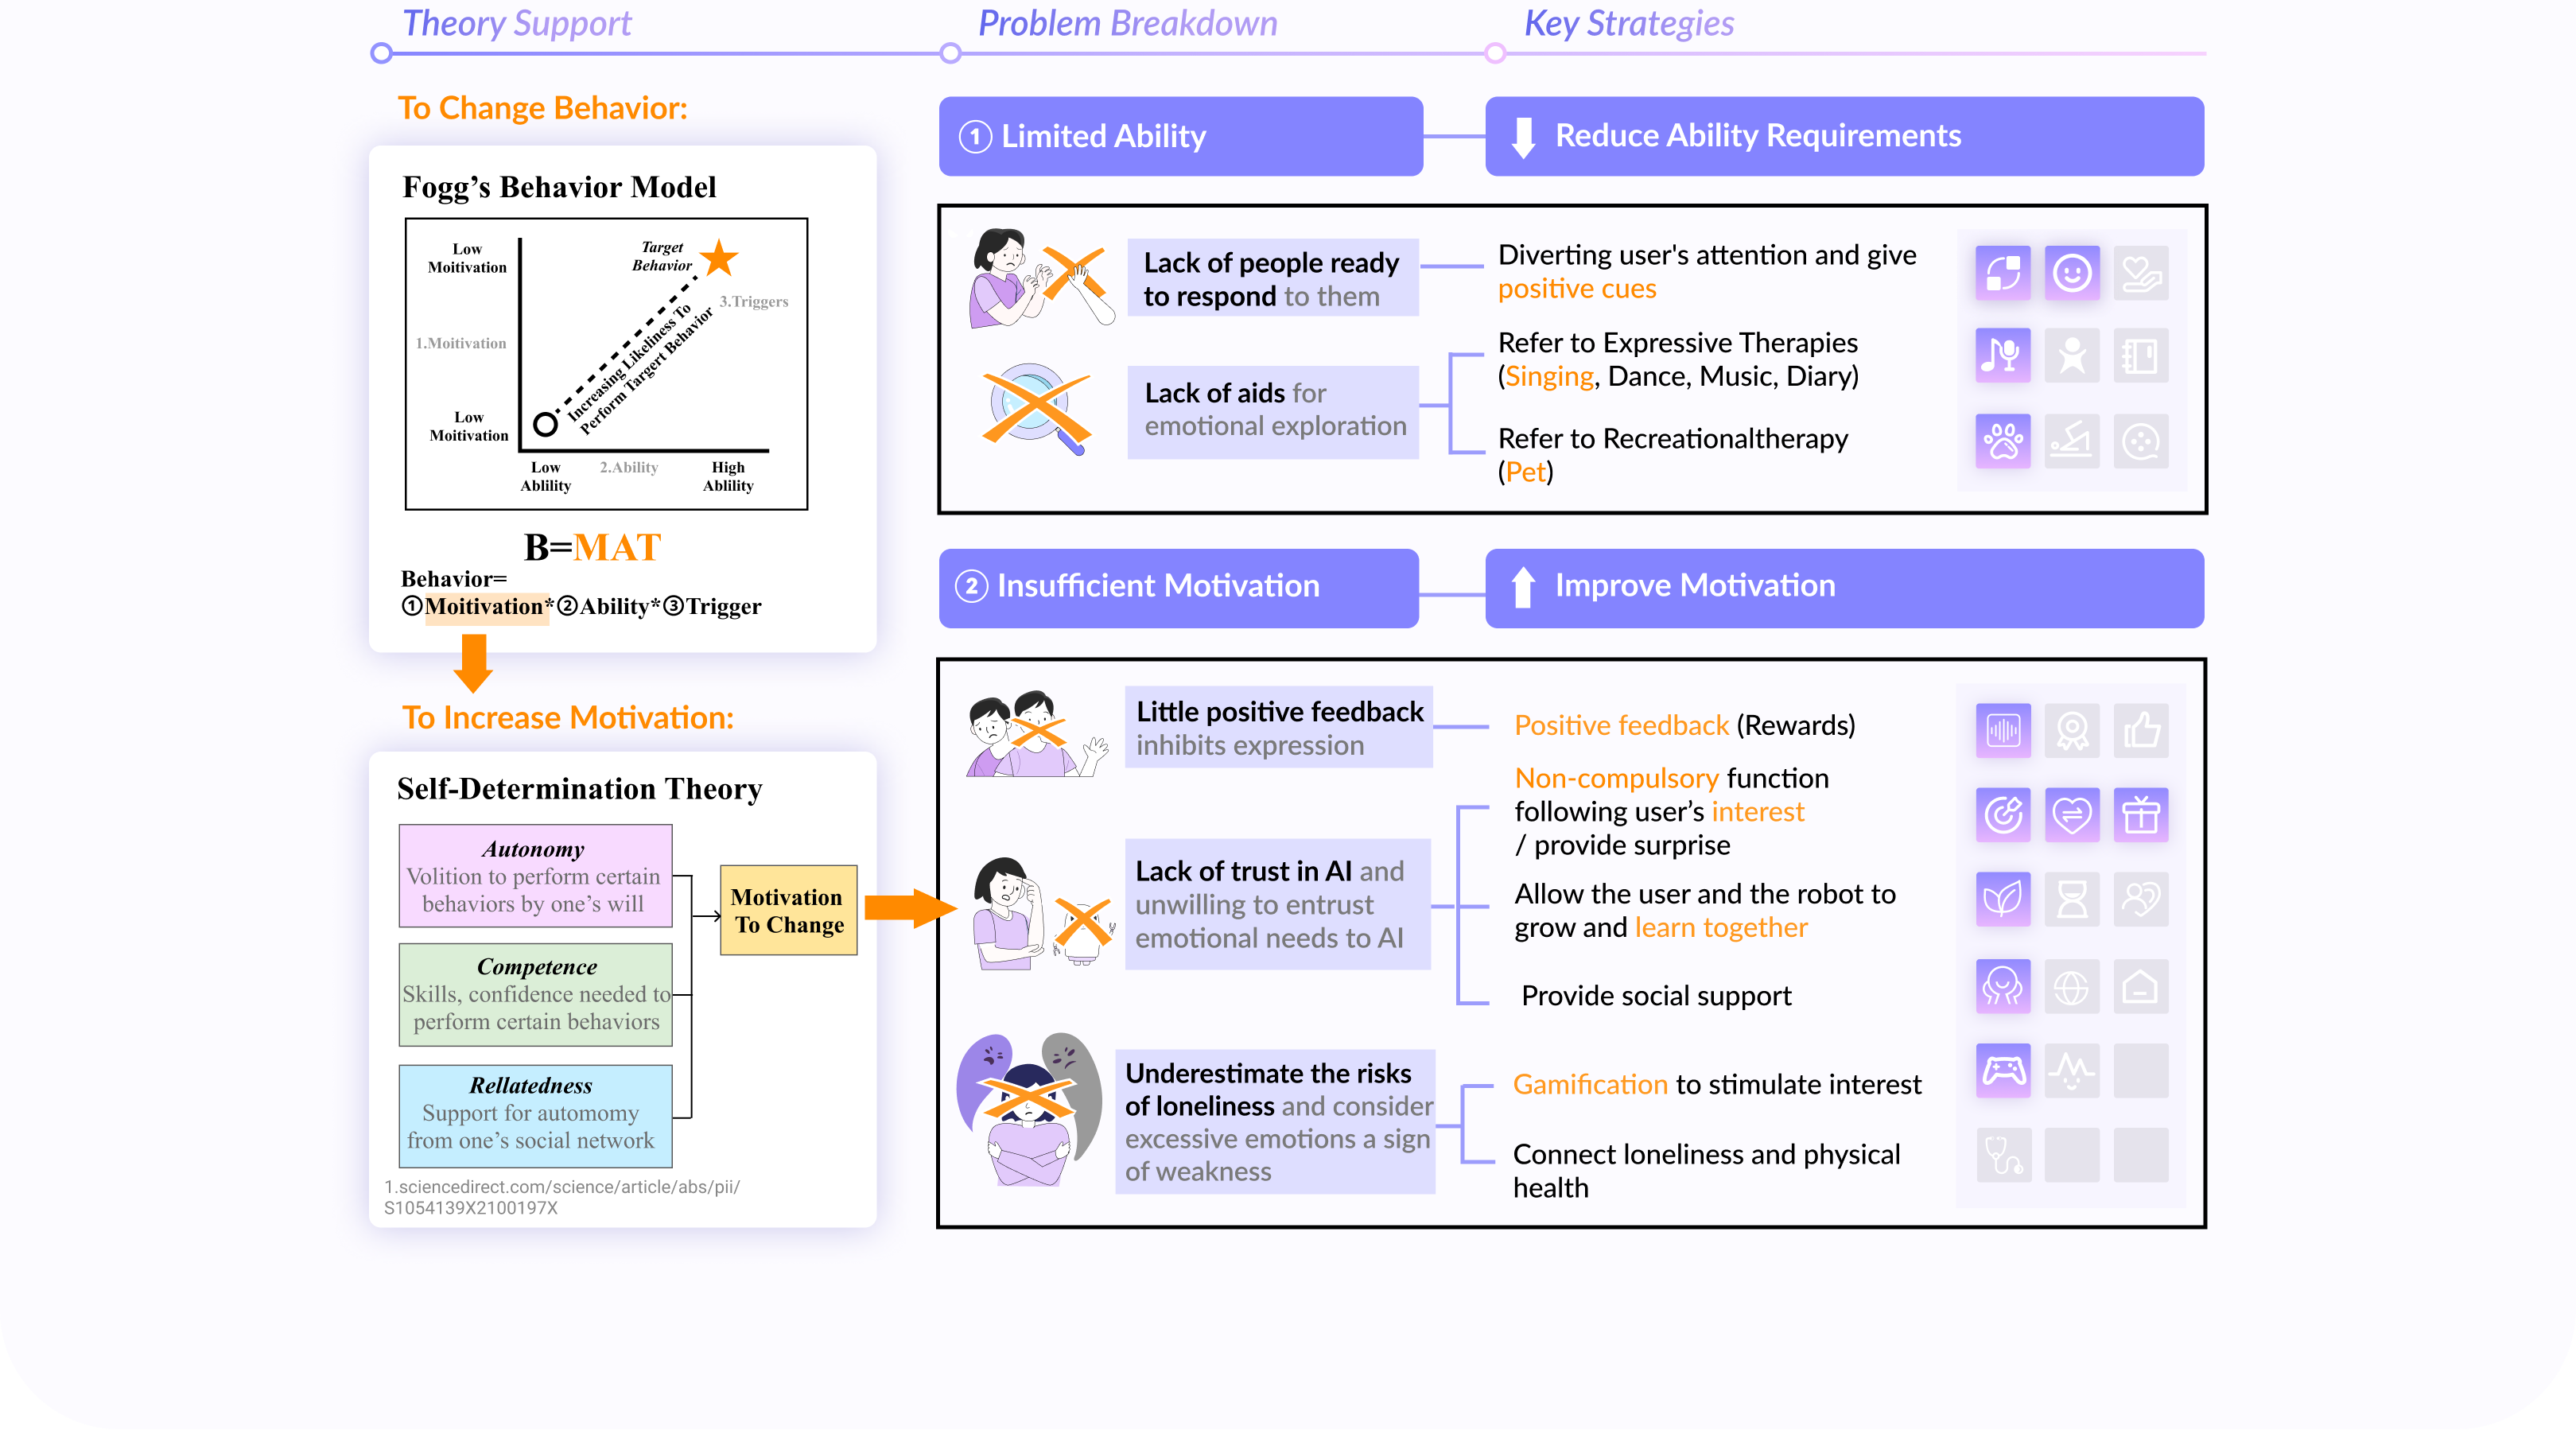 Theory Support
Problem Breakdown
Key Strategies
To Change Behavior:
Fogg’s Behavior Model
Low
Moitivation
Target
Behavior
3.Triggers
1.Moitivation
Increasing Likeliness To
Perform Targert Behavior
Low
Moitivation
Low
Ablility
2.Ability
High
Ablility
B=MAT
Behavior=
①Moitivation*②Ability*③Trigger
To Increase Motivation:
Self-Determination Theory
Autonomy
Volition to perform certain
behaviors by one’s will
Competence
Skills, confidence needed to
perform certain behaviors
Rellatedness
Support for automomy
from one’s social network
Motivation
To Change
1.sciencedirect.com/science/article/abs/pii/
S1054139X2100197X
① Limited Ability
Reduce Ability Requirements
Lack of people ready
to respond to them
Diverting user's attention and give
positive cues
Lack of aids for
emotional exploration
Refer to Expressive Therapies
(Singing, Dance, Music, Diary)
Refer to Recreationaltherapy
(Pet)
② Insufficient Motivation
Improve Motivation
Little positive feedback
inhibits expression
Positive feedback (Rewards)
Lack of trust in AI and
unwilling to entrust
emotional needs to AI
Non-compulsory function
following user’s interest
/ provide surprise
Allow the user and the robot to
grow and learn together
Provide social support
Underestimate the risks
of loneliness and consider
excessive emotions a sign
of weakness
Gamification to stimulate interest
Connect loneliness and physical
health